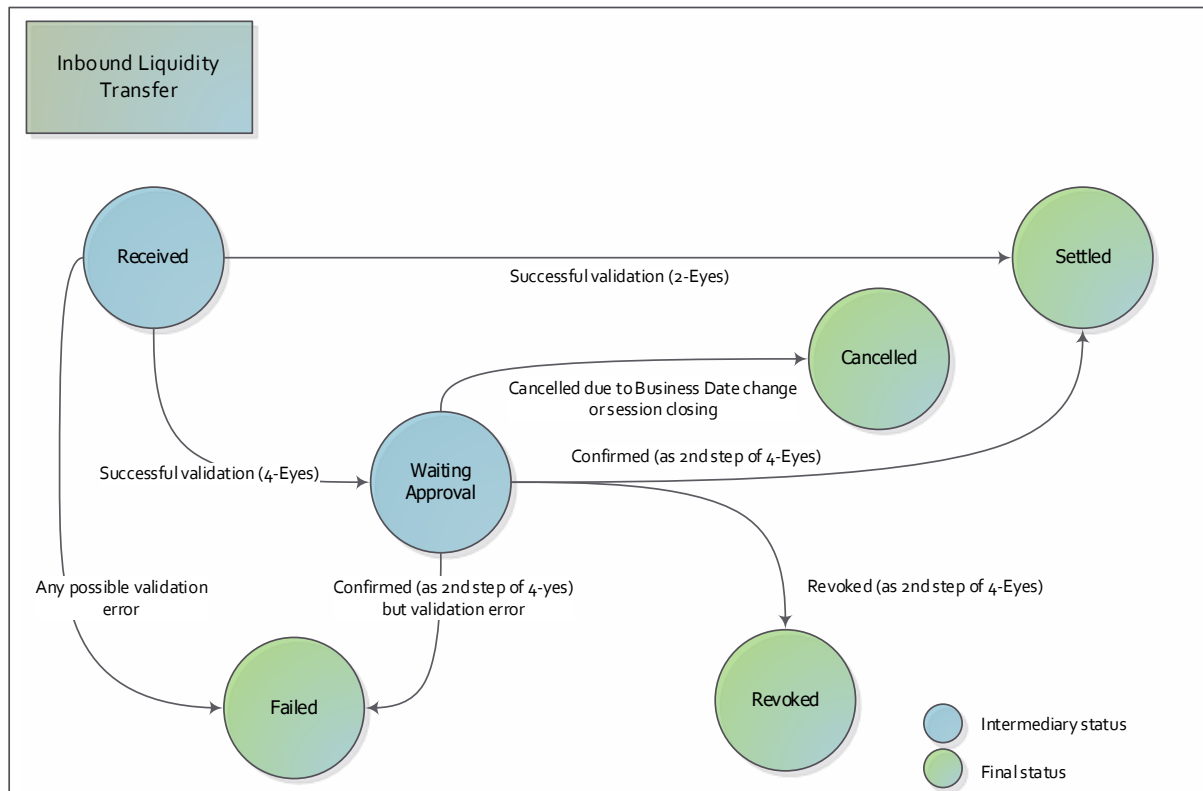 Inbound Liquidity
Transfer
Received
Settled
Successful validation (2-Eyes)
Cancelled
Cancelled due to Business Date change
or session closing
Confirmed (as 2nd step of 4-Eyes)
Successful validation (4-Eyes)
Waiting
Approval
Any possible validation
error
Confirmed (as 2nd step of 4-yes)
but validation error
Revoked (as 2nd step of 4-Eyes)
Failed
Revoked
Intermediary status
Final status